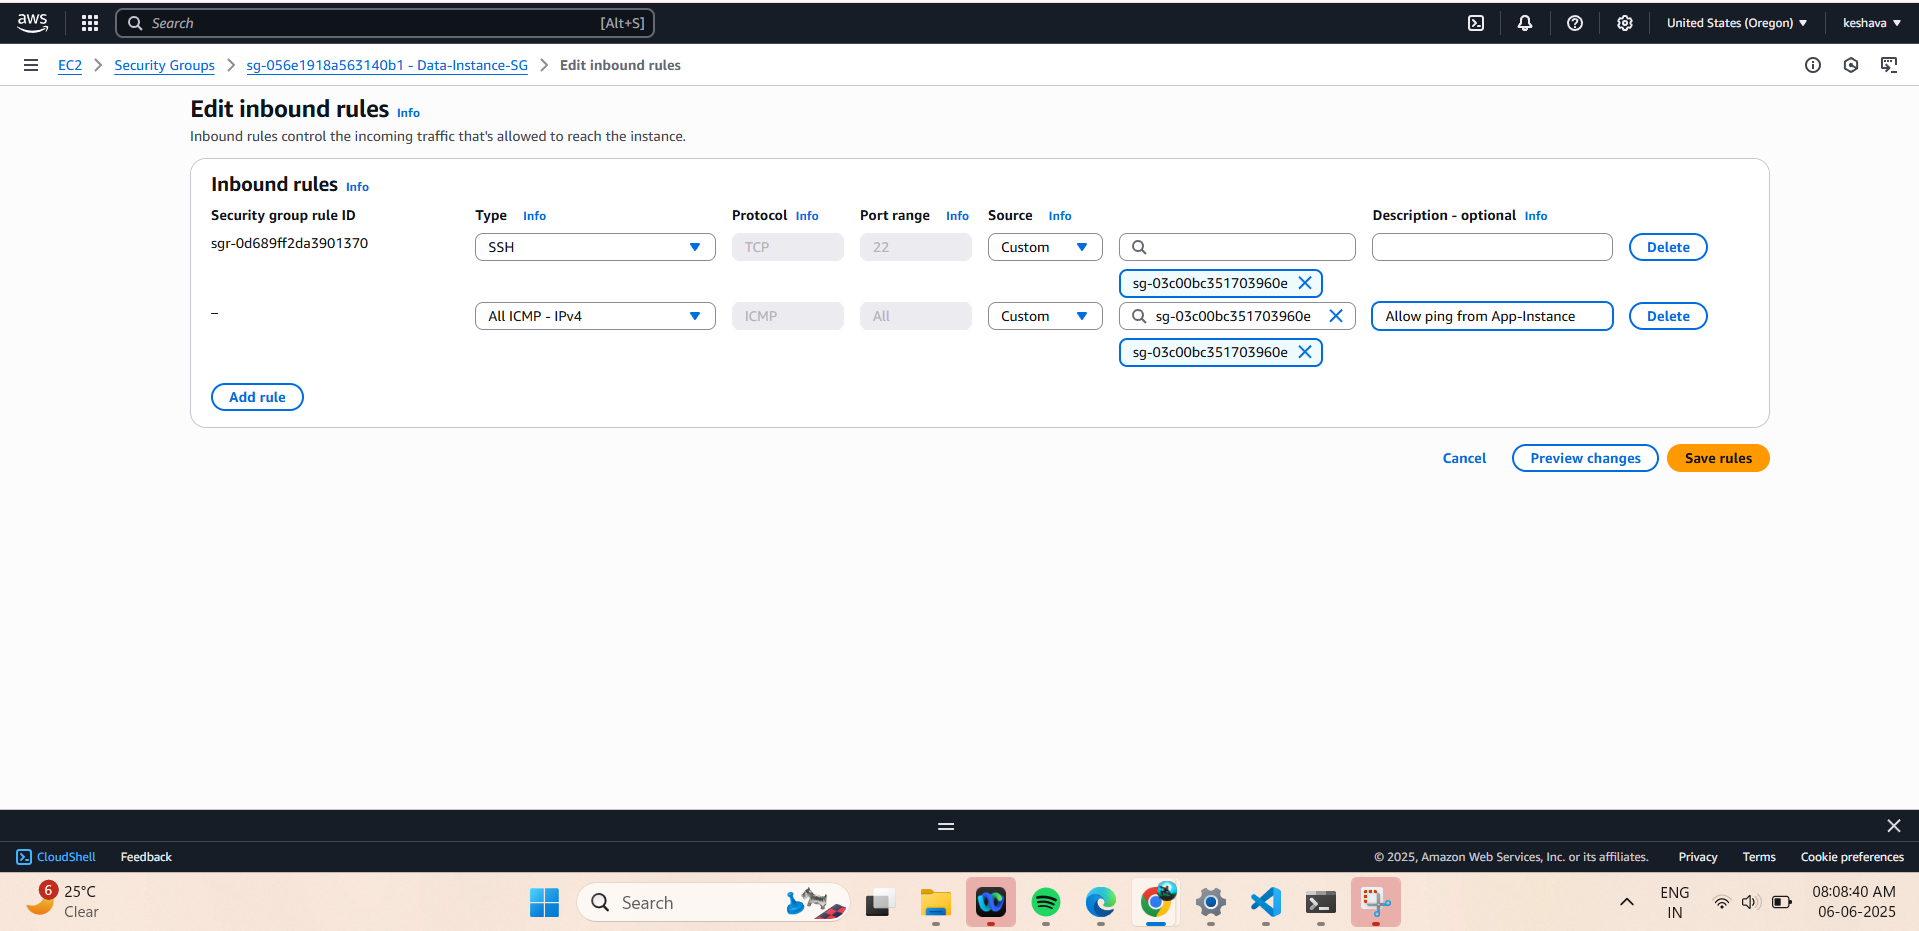 aws
Search [Alt+S]
United States (Oregon)
keshava
EC2 Security Groups sg-056e1918a563140b1 - Data-Instance-SG Edit inbound rules
Edit inbound rules Info
Inbound rules control the incoming traffic that's allowed to reach the instance.
Inbound rules Info
Security group rule ID Type Info Protocol Info Port range Info Source Info Description - optional Info
sgr-0d689ff2da3901370 SSH TCP 22 Custom Delete
sg-03c00bc351703960e
– All ICMP - IPv4 ICMP All Custom sg-03c00bc351703960e Allow ping from App-Instance Delete
sg-03c00bc351703960e
Add rule
Cancel Preview changes Save rules
CloudShell Feedback © 2025, Amazon Web Services, Inc. or its affiliates. Privacy Terms Cookie preferences
6 25°C
Clear
Search
ENG
IN
08:08:40 AM
06-06-2025